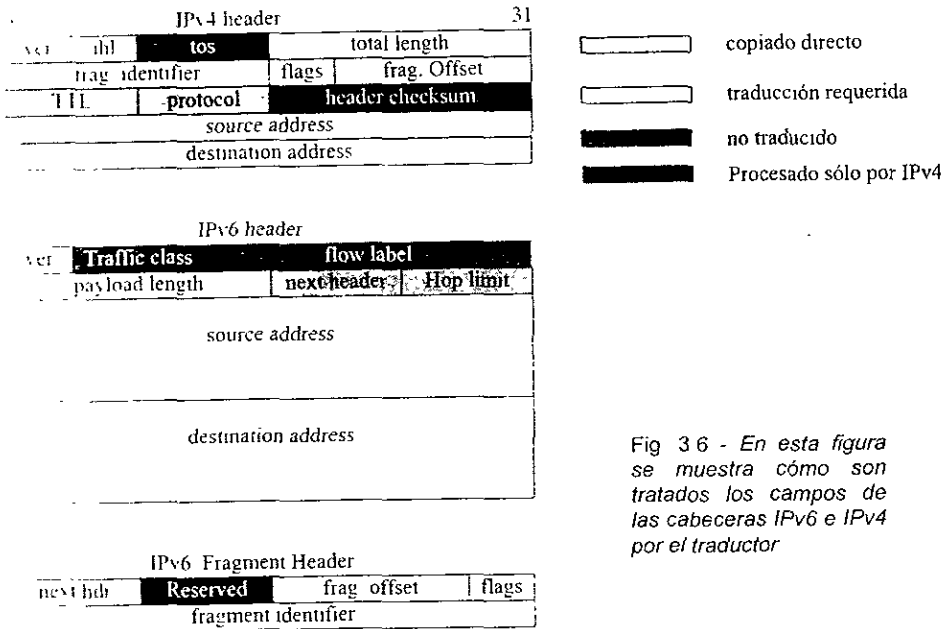 IPv4 header 31
ver ihl tos total length
frag identifier flags frag. Offset
TTL protocol header checksum
source address
destination address
copiado directo
traducción requerida
no traducido
Procesado sólo por IPv4
IPv6 header
ver Traffic class flow label
payload length next header Hop limit
source address
destination address
Fig 3 6 - En esta figura
se muestra cómo son
tratados los campos de
las cabeceras IPv6 e IPv4
por el traductor
IPv6 Fragment Header
next hdr Reserved frag offset flags
fragment identifier